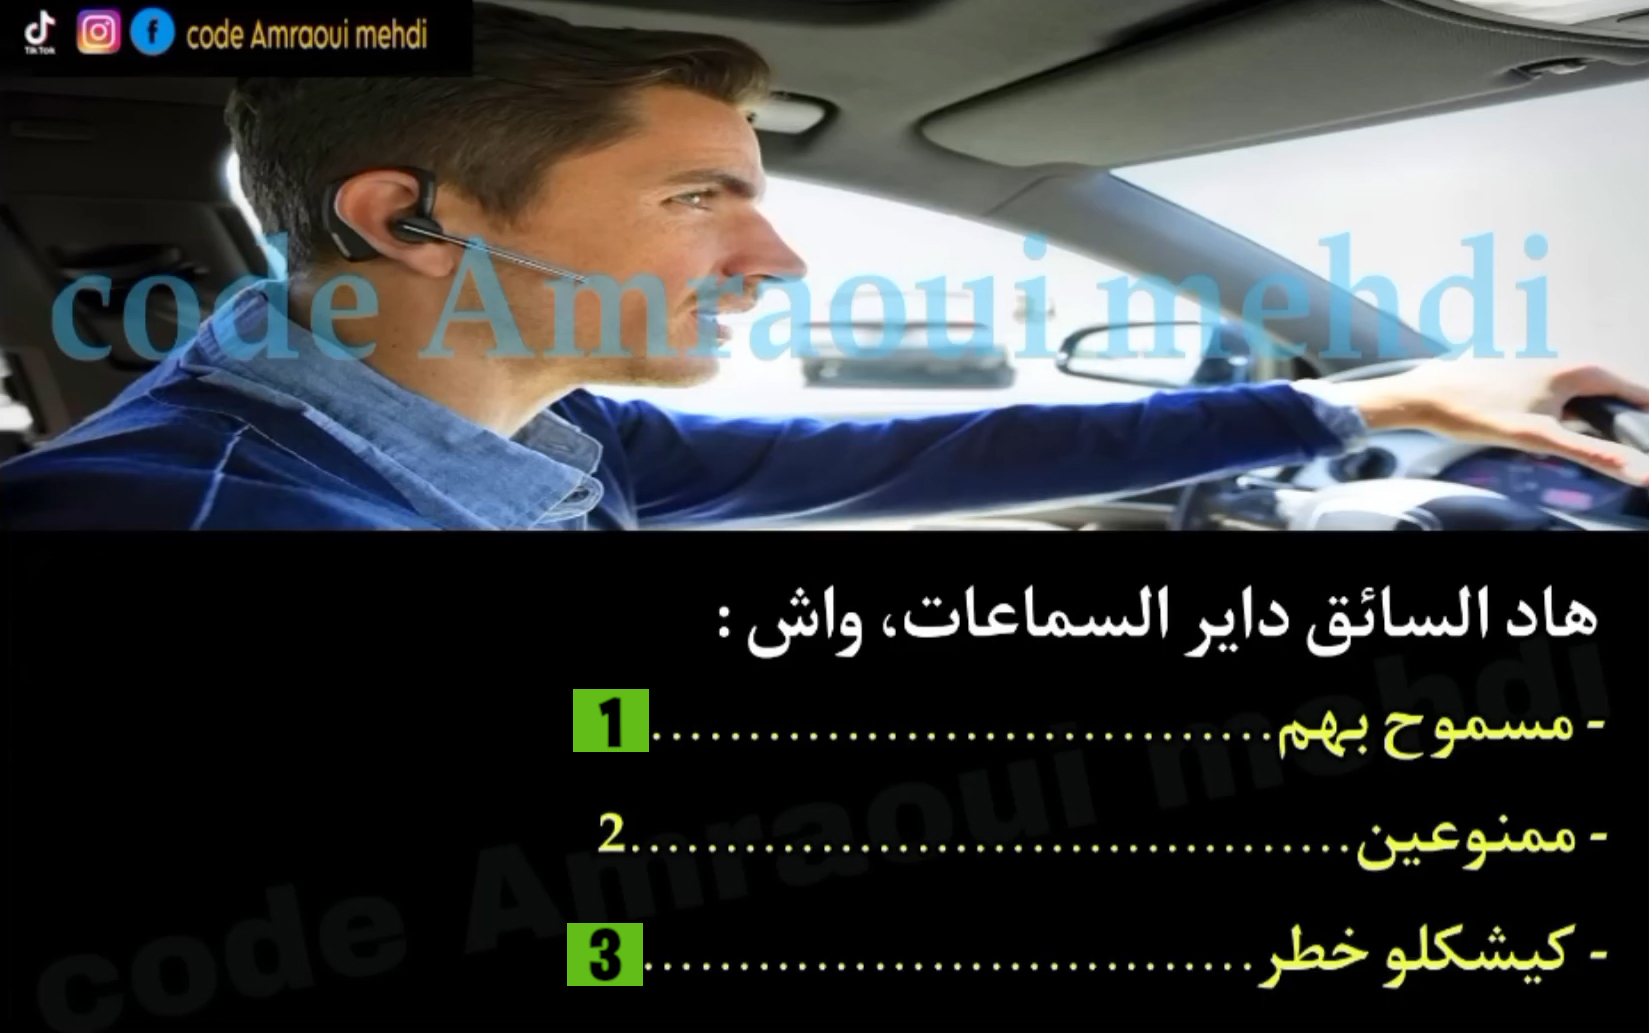 TikTok
code Amraoui mehdi
code Amraoui mehdi
هاد السائق داير السماعات، واش :
- مسموح بهم................................1
- ممنوعين......................................2
- كيشكلو خطر................................3
code Amraoui mehdi